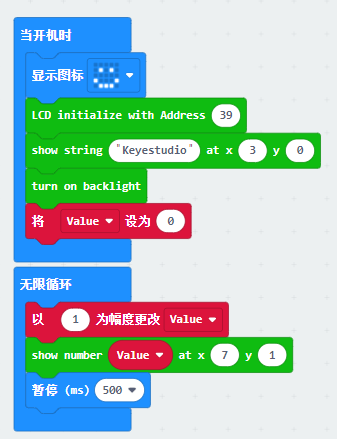 当开机时
显示图标
LCD initialize with Address 39
show string "Keyestudio" at x 3 y 0
turn on backlight
将 Value 设为 0
无限循环
以 1 为幅度更改 Value
show number Value at x 7 y 1
暂停 (ms) 500